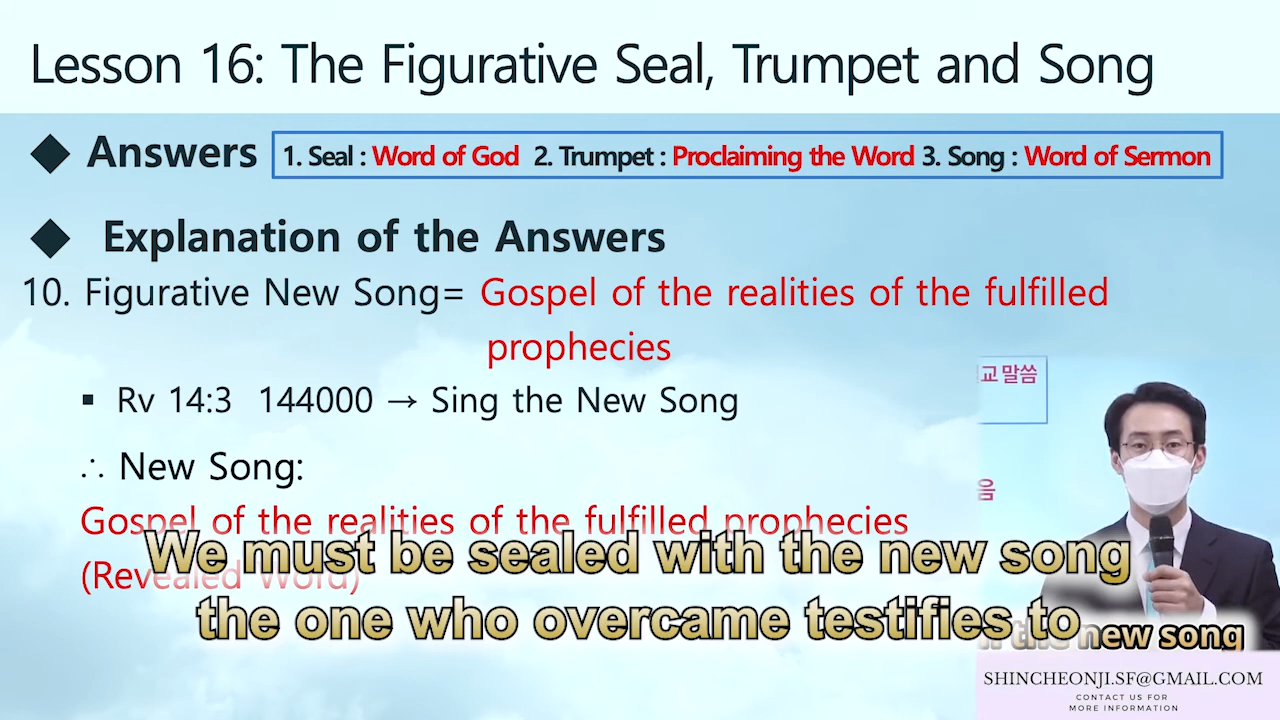 Lesson 16: The Figurative Seal, Trumpet and Song
◆ Answers 1. Seal : Word of God 2. Trumpet : Proclaiming the Word 3. Song : Word of Sermon
◆ Explanation of the Answers
10. Figurative New Song= Gospel of the realities of the fulfilled
prophecies
▪ Rv 14:3 144000 → Sing the New Song
교 말씀
∴ New Song:
음
Gospel of the realities of the fulfilled prophecies
(Revealed Word)
We must be sealed with the new song
the one who overcame testifies to
the new song
SHINCHEONJI.SF@GMAIL.COM
CONTACT US FOR
MORE INFORMATION